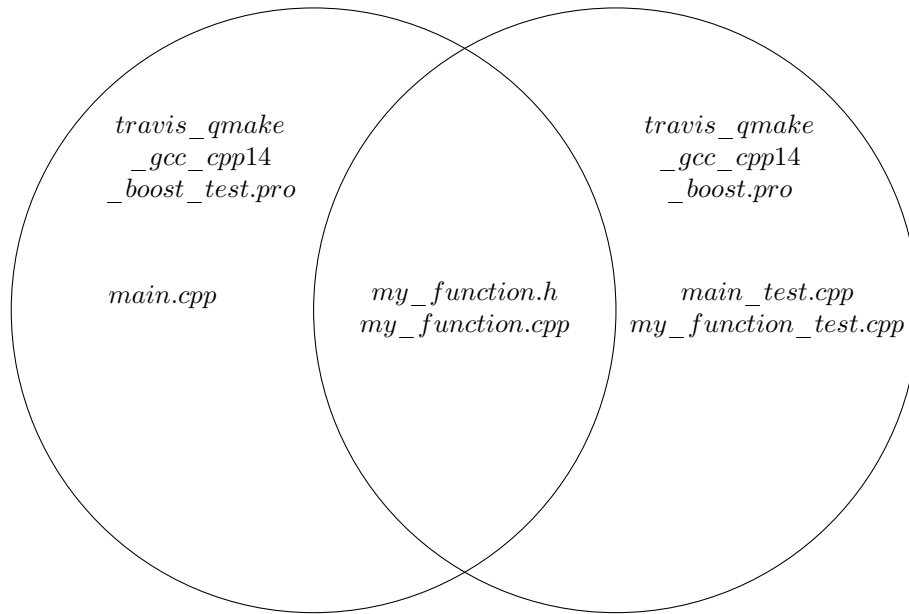 travis_qmake
_gcc_cpp14
_boost_test.pro
travis_qmake
_gcc_cpp14
_boost.pro
main.cpp
my_function.h
my_function.cpp
main_test.cpp
my_function_test.cpp